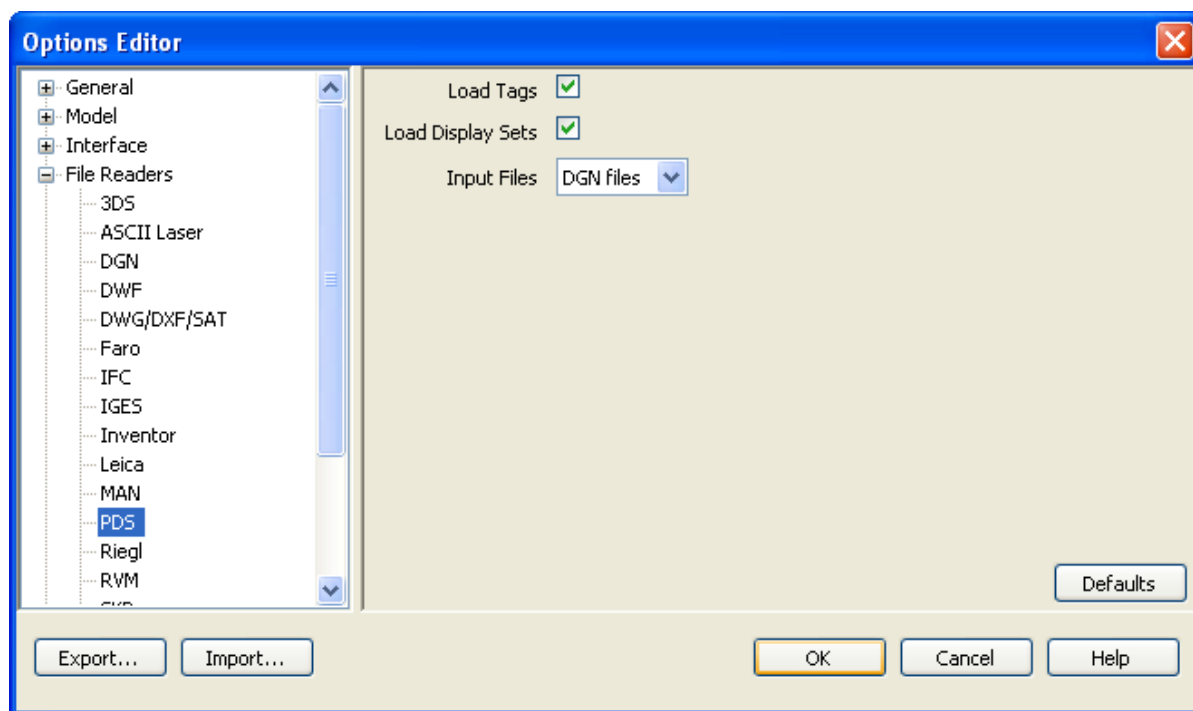 Options Editor
General
Model
Interface
File Readers
3DS
ASCII Laser
DGN
DWF
DWG/DXF/SAT
Faro
IFC
IGES
Inventor
Leica
MAN
PDS
Riegl
RVM
Load Tags
Load Display Sets
Input Files DGN files
Defaults
Export... Import... OK Cancel Help